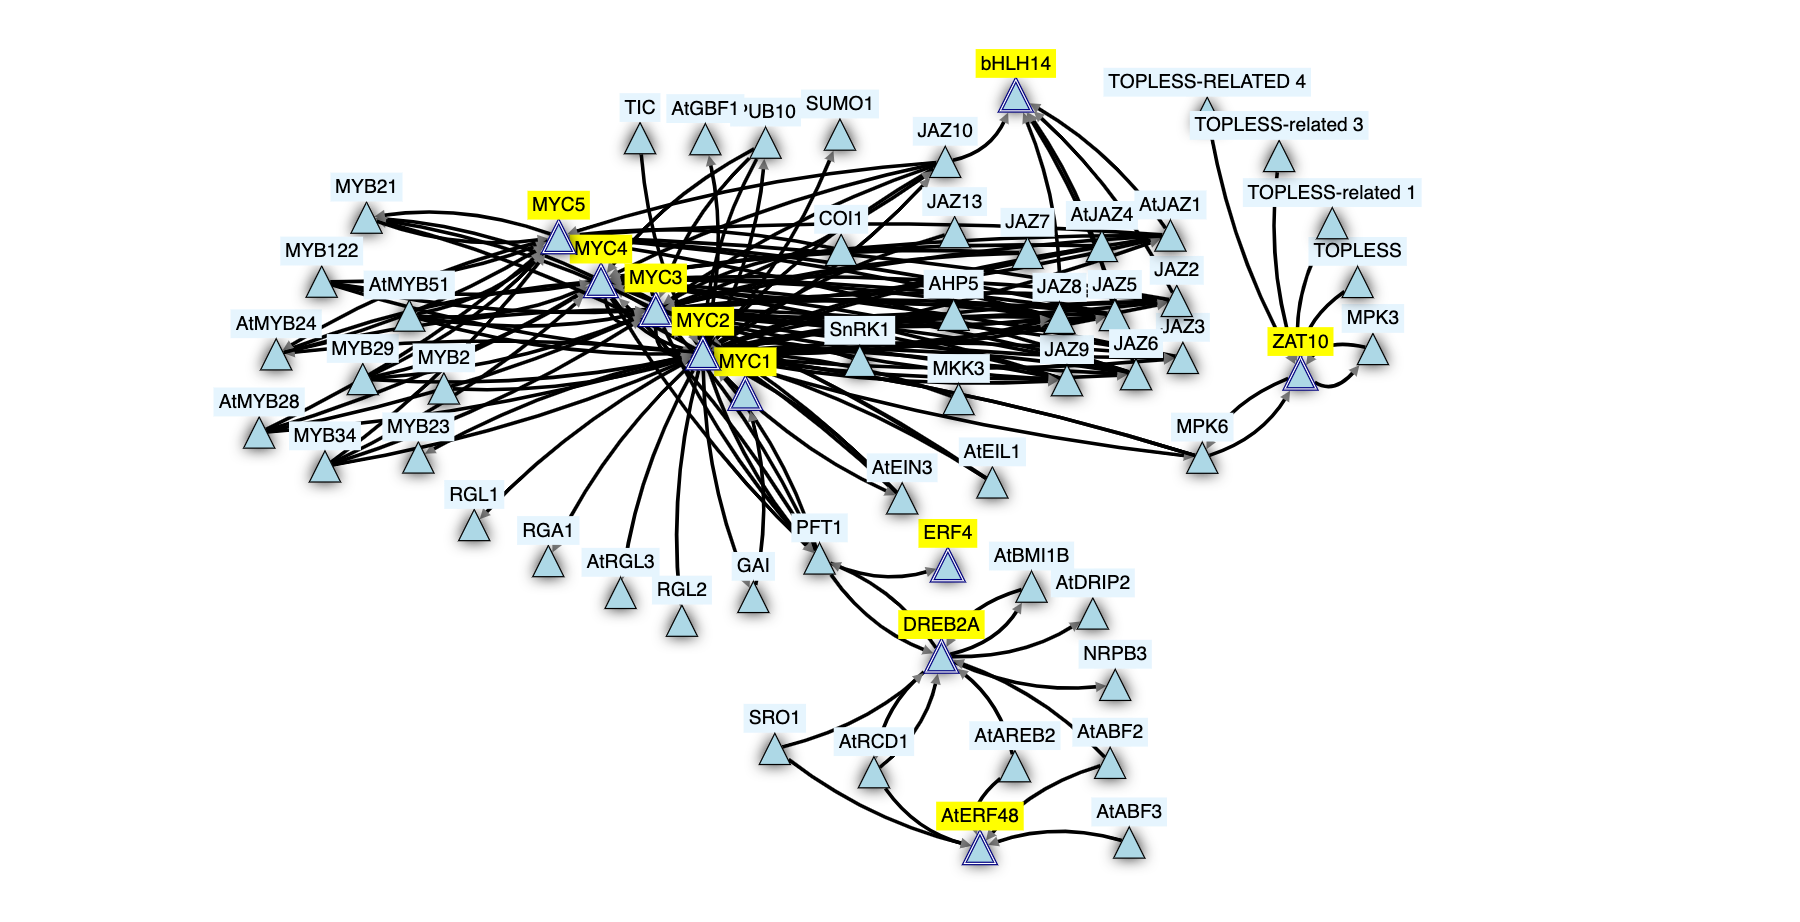 bHLH14
TOPLESS-RELATED 4
TIC
AtGBF1
PUB10
SUMO1
JAZ10
TOPLESS-related 3
MYB21
MYC5
COI1
JAZ13
JAZ7
AtJAZ4
AtJAZ1
TOPLESS-related 1
MYB122
MYC4
MYC3
TOPLESS
AtMYB51
AHP5
JAZ8
JAZ5
JAZ2
AtMYB24
MYC2
SnRK1
JAZ3
MPK3
MYB29
MYB2
MYC1
MKK3
JAZ9
JAZ6
ZAT10
AtMYB28
MYB34
MYB23
MPK6
RGL1
AtEIN3
AtEIL1
RGA1
PFT1
ERF4
AtRGL3
GAI
AtBMI1B
RGL2
AtDRIP2
DREB2A
NRPB3
SRO1
AtRCD1
AtAREB2
AtABF2
AtERF48
AtABF3